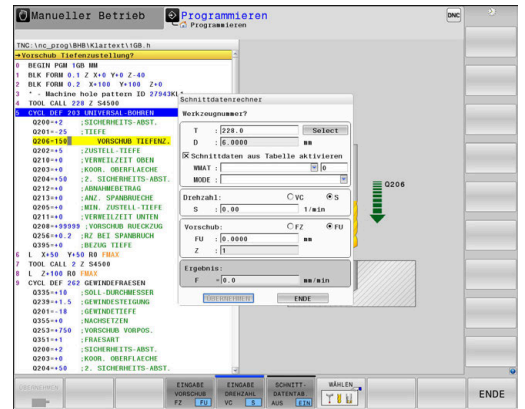 Manueller Betrieb
Programmieren
Programmieren
DNC
TNC:\nc_prog\BHB\Klartext\1GB.h
→Vorschub Tiefenzustellung?
0 BEGIN PGM 1GB MM
1 BLK FORM 0.1 Z X+0 Y+0 Z-40
2 BLK FORM 0.2 X+100 Y+100 Z+0
3 * - Machine hole pattern ID 27943KL1
4 TOOL CALL 228 Z S4500
5 CYCL DEF 203 UNIVERSAL-BOHREN
Q200=+2 ;SICHERHEITS-ABST.
Q201=-25 ;TIEFE
Q206=150 VORSCHUB TIEFENZ.
Q202=+5 ;ZUSTELL-TIEFE
Q210=+0 ;VERWEILZEIT OBEN
Q203=+0 ;KOOR. OBERFLAECHE
Q204=+50 ;2. SICHERHEITS-ABST.
Q212=+0 ;ABNAHMEBETRAG
Q213=+0 ;ANZ. SPANBRUECHE
Q205=+0 ;MIN. ZUSTELL-TIEFE
Q211=+0 ;VERWEILZEIT UNTEN
Q208=+99999 ;VORSCHUB RUECKZUG
Q256=+0.2 ;RZ BEI SPANBRUCH
Q395=+0 ;BEZUG TIEFE
6 L X+50 Y+50 R0 FMAX
7 TOOL CALL 2 Z S4500
8 L Z+100 R0 FMAX
9 CYCL DEF 262 GEWINDEFRAESEN
Q335=+10 ;SOLL-DURCHMESSER
Q239=+1.5 ;GEWINDESTEIGUNG
Q201=-18 ;GEWINDETIEFE
Q355=+0 ;NACHSETZEN
Q253=+750 ;VORSCHUB VORPOS.
Q351=+1 ;FRAESART
Q200=+2 ;SICHERHEITS-ABST.
Q203=+0 ;KOOR. OBERFLAECHE
Q204=+50 ;2. SICHERHEITS-ABST.
Schnittdatenrechner
Werkzeugnummer?
T : 228.0 Select
D : 6.0000 mm
Schnittdaten aus Tabelle aktivieren
WMAT : 0
MODE :
Drehzahl: VC S
S : 0.00 1/min
Vorschub: FZ FU
FU : 0.0000 mm
Z : 1
Ergebnis:
F = 0.0 mm/min
ÜBERNEHMEN ENDE
Q206
ÜBERNEHMEN
EINGABE VORSCHUB FZ FU
EINGABE DREHZAHL VC S
SCHNITT- DATENTAB. AUS EIN
WÄHLEN
ENDE